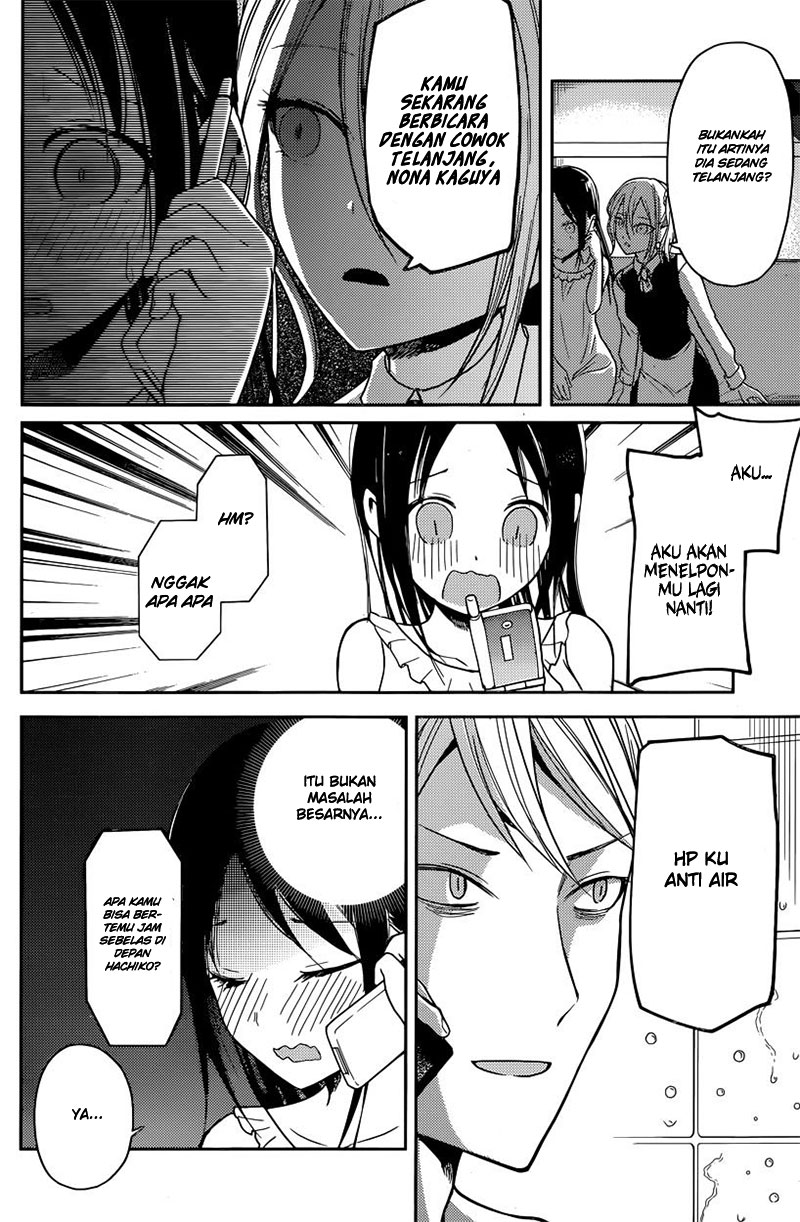 BUKANKAH
ITU ARTINYA
DIA SEDANG
TELANJANG?
KAMU
SEKARANG
BERBICARA
DENGAN COWOK
TELANJANG,
NONA KAGUYA
AKU...
AKU AKAN
MENELPON-
MU LAGI
NANTI!
HM?
NGGAK
APA APA
HP KU
ANTI AIR
ITU BUKAN
MASALAH
BESARNYA...
APA KAMU
BISA BER-
TEMU JAM
SEBELAS DI
DEPAN
HACHIKO?
YA...